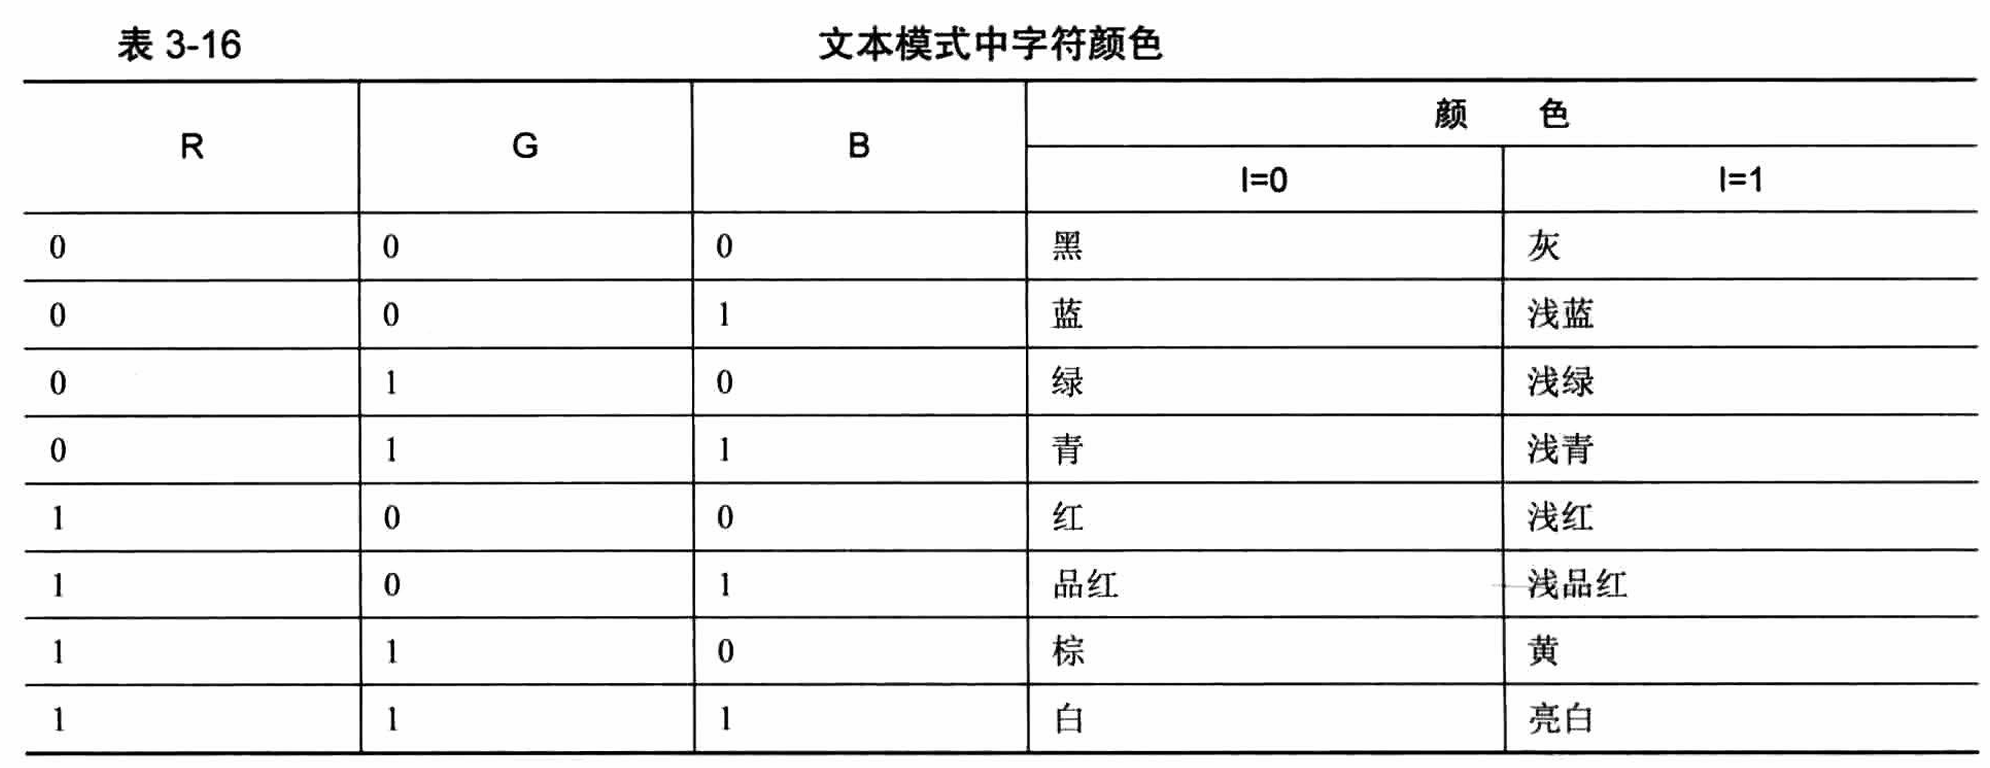 表 3-16 文本模式中字符颜色
R G B 颜 色
I=0 I=1
0 0 0 黑 灰
0 0 1 蓝 浅蓝
0 1 0 绿 浅绿
0 1 1 青 浅青
1 0 0 红 浅红
1 0 1 品红 浅品红
1 1 0 棕 黄
1 1 1 白 亮白